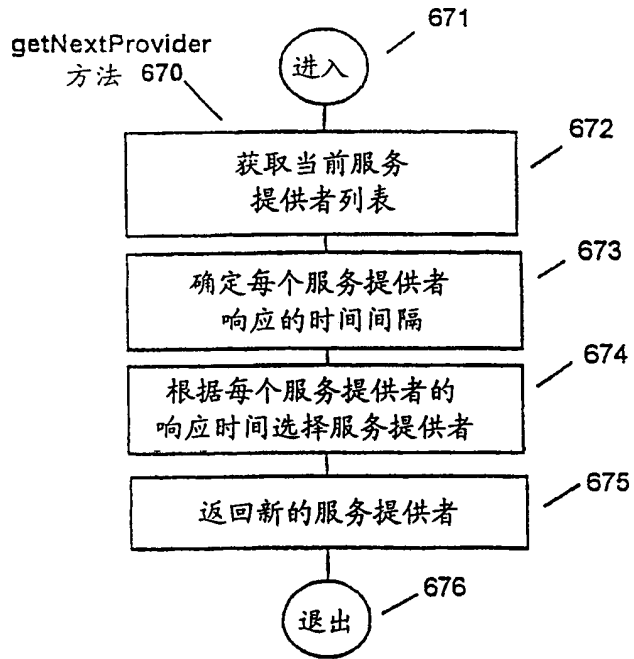 getNextProvider
方法 670
进入
671
获取当前服务
提供者列表
672
确定每个服务提供者
响应的时间间隔
673
根据每个服务提供者的
响应时间选择服务提供者
674
返回新的服务提供者
675
退出
676